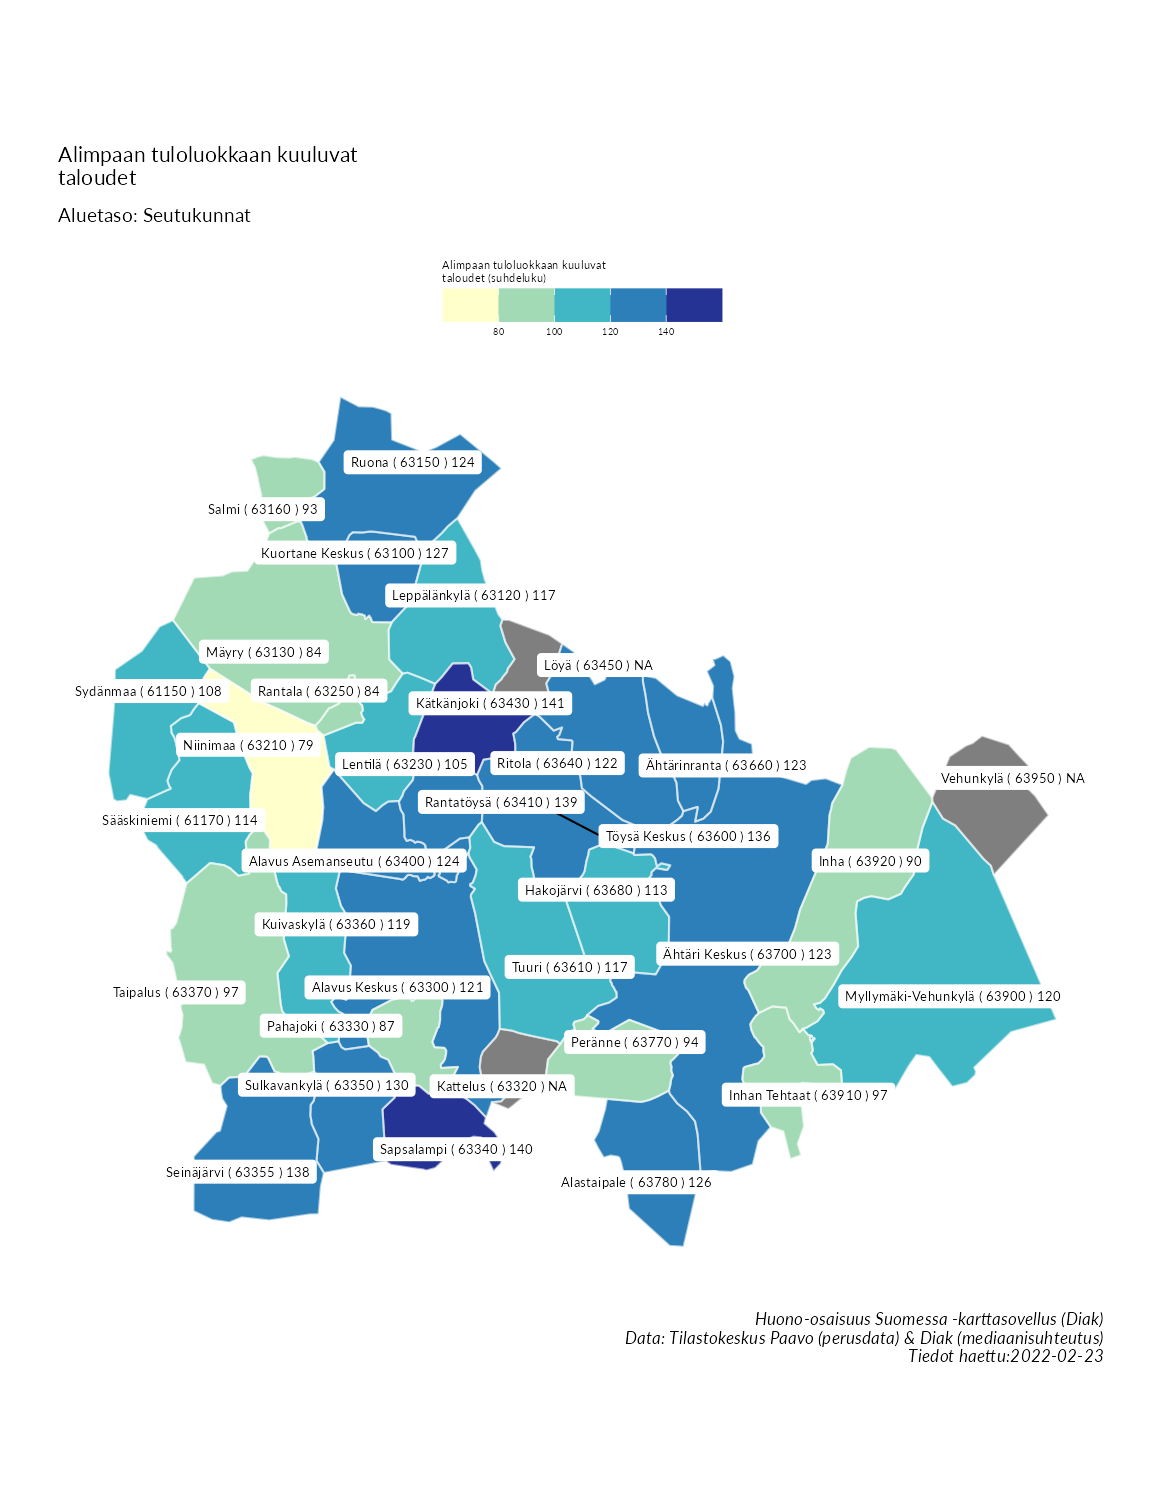 Alimpaan tuloluokkaan kuuluvat
taloudet
Aluetaso: Seutukunnat
Alimpaan tuloluokkaan kuuluvat
taloudet (suhdeluku)
80 100 120 140
Ruona ( 63150 ) 124
Salmi ( 63160 ) 93
Kuortane Keskus ( 63100 ) 127
Leppälänkylä ( 63120 ) 117
Mäyry ( 63130 ) 84
Löyä ( 63450 ) NA
Sydänmaa ( 61150 ) 108
Rantala ( 63250 ) 84
Kätkänjoki ( 63430 ) 141
Niinimaa ( 63210 ) 79
Lentilä ( 63230 ) 105
Ritola ( 63640 ) 122
Ähtärinranta ( 63660 ) 123
Vehunkylä ( 63950 ) NA
Rantatöysä ( 63410 ) 139
Sääskiniemi ( 61170 ) 114
Töysä Keskus ( 63600 ) 136
Alavus Asemanseutu ( 63400 ) 124
Inha ( 63920 ) 90
Hakojärvi ( 63680 ) 113
Kuivaskylä ( 63360 ) 119
Ähtäri Keskus ( 63700 ) 123
Tuuri ( 63610 ) 117
Taipalus ( 63370 ) 97
Alavus Keskus ( 63300 ) 121
Myllymäki-Vehunkylä ( 63900 ) 120
Pahajoki ( 63330 ) 87
Peränne ( 63770 ) 94
Sulkavankylä ( 63350 ) 130
Kattelus ( 63320 ) NA
Inhan Tehtaat ( 63910 ) 97
Sapsalampi ( 63340 ) 140
Seinäjärvi ( 63355 ) 138
Alastaipale ( 63780 ) 126
Huono-osaisuus Suomessa -karttasovellus (Diak)
Data: Tilastokeskus Paavo (perusdata) & Diak (mediaanisuhteutus)
Tiedot haettu:2022-02-23